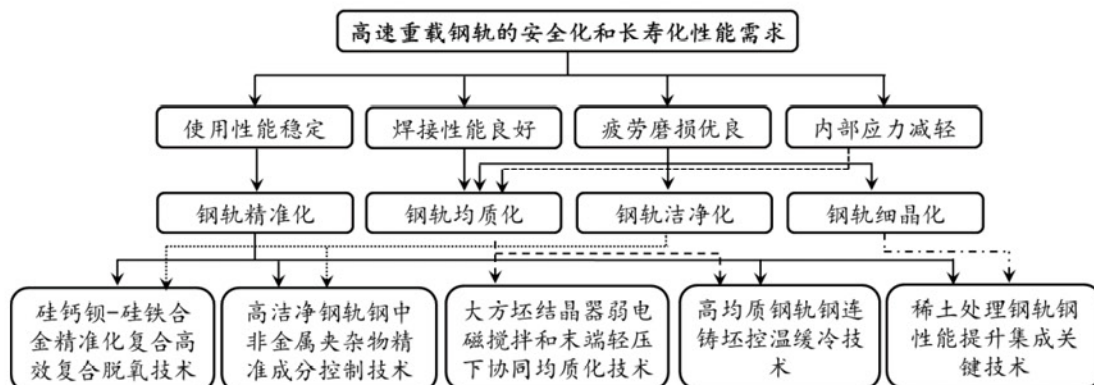 高速重载钢轨的安全化和长寿化性能需求
使用性能稳定
焊接性能良好
疲劳磨损优良
内部应力减轻
钢轨精准化
钢轨均质化
钢轨洁净化
钢轨细晶化
硅钙钡-硅铁合
金精准化复合高
效复合脱氧技术
高洁净钢轨钢中
非金属夹杂物精
准成分控制技术
大方坯结晶器弱电
磁搅拌和末端轻压
下协同均质化技术
高均质钢轨钢连
铸坯控温缓冷技
术
稀土处理钢轨钢
性能提升集成关
键技术